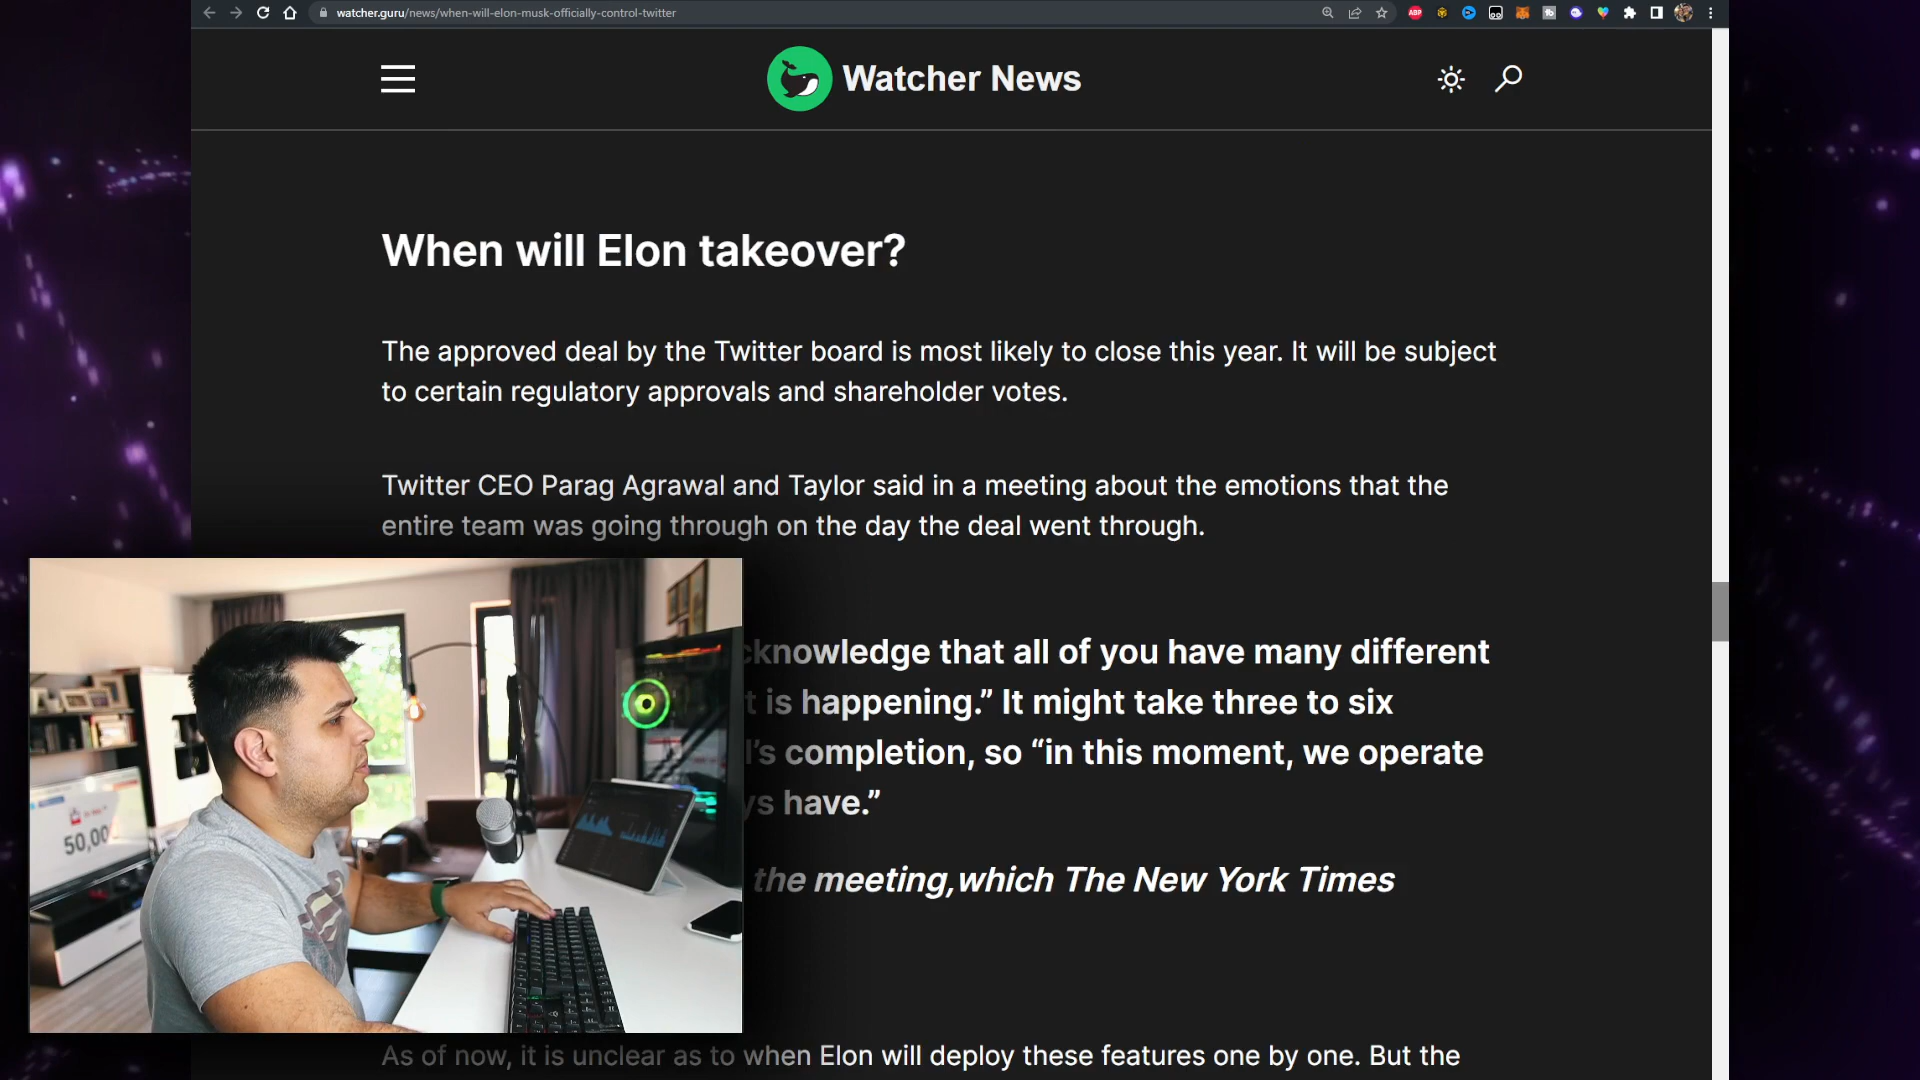 watcher.guru/news/when-will-elon-musk-officially-control-twitter
ABP
Watcher News
When will Elon takeover?
The approved deal by the Twitter board is most likely to close this year. It will be subject
to certain regulatory approvals and shareholder votes.
Twitter CEO Parag Agrawal and Taylor said in a meeting about the emotions that the
entire team was going through on the day the deal went through.
cknowledge that all of you have many different
t is happening.” It might take three to six
l’s completion, so “in this moment, we operate
ys have.”
the meeting,which The New York Times
50,00
As of now, it is unclear as to when Elon will deploy these features one by one. But the